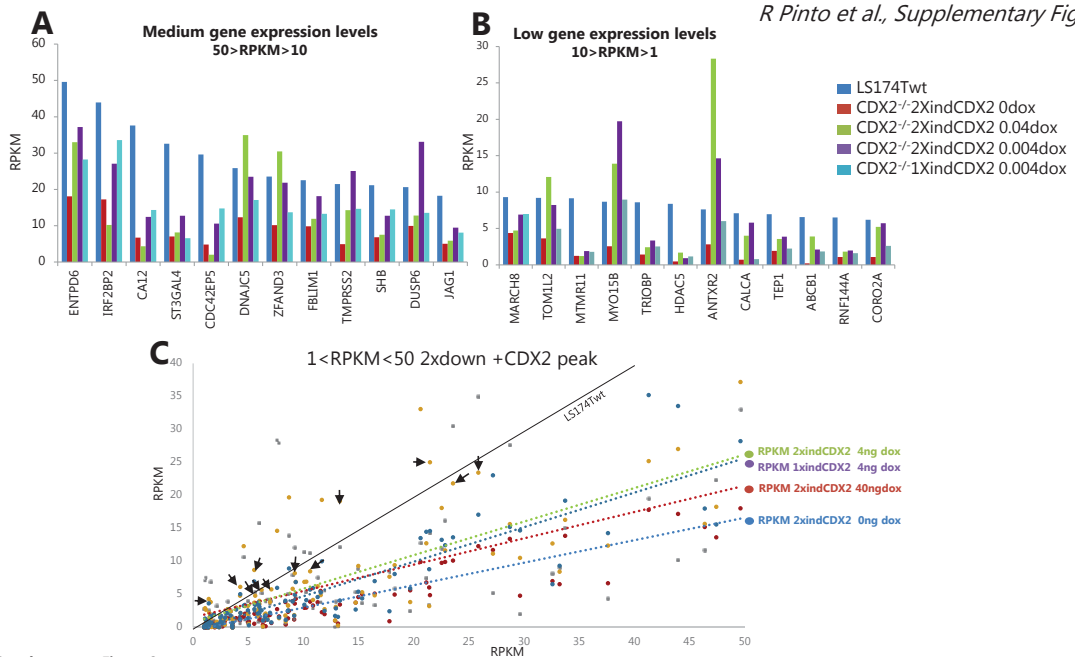 R Pinto et al., Supplementary Fig
A
Medium gene expression levels
50>RPKM>10
60
50
40
30
20
10
0
RPKM
ENTPD6
IRF2BP2
CA12
ST3GAL4
CDC42EP5
DNAJC5
ZFAND3
FBLIM1
TMPRSS2
SHB
DUSP6
JAG1
B
Low gene expression levels
10>RPKM>1
30
25
20
15
10
5
0
RPKM
MARCH8
TOM1L2
MTMR11
MYO15B
TRIOBP
HDAC5
ANTXR2
CALCA
TEP1
ABCB1
RNF144A
CORO2A
LS174Twt
CDX2-/-2XindCDX2 0dox
CDX2-/-2XindCDX2 0.04dox
CDX2-/-2XindCDX2 0.004dox
CDX2-/-1XindCDX2 0.004dox
C
1<RPKM<50 2xdown +CDX2 peak
40
35
30
25
20
15
10
5
0
RPKM
LS174Twt
RPKM 2xindCDX2 4ng dox
RPKM 1xindCDX2 4ng dox
RPKM 2xindCDX2 40ngdox
RPKM 2xindCDX2 0ng dox
0 5 10 15 20 25 30 35 40 45 50
RPKM